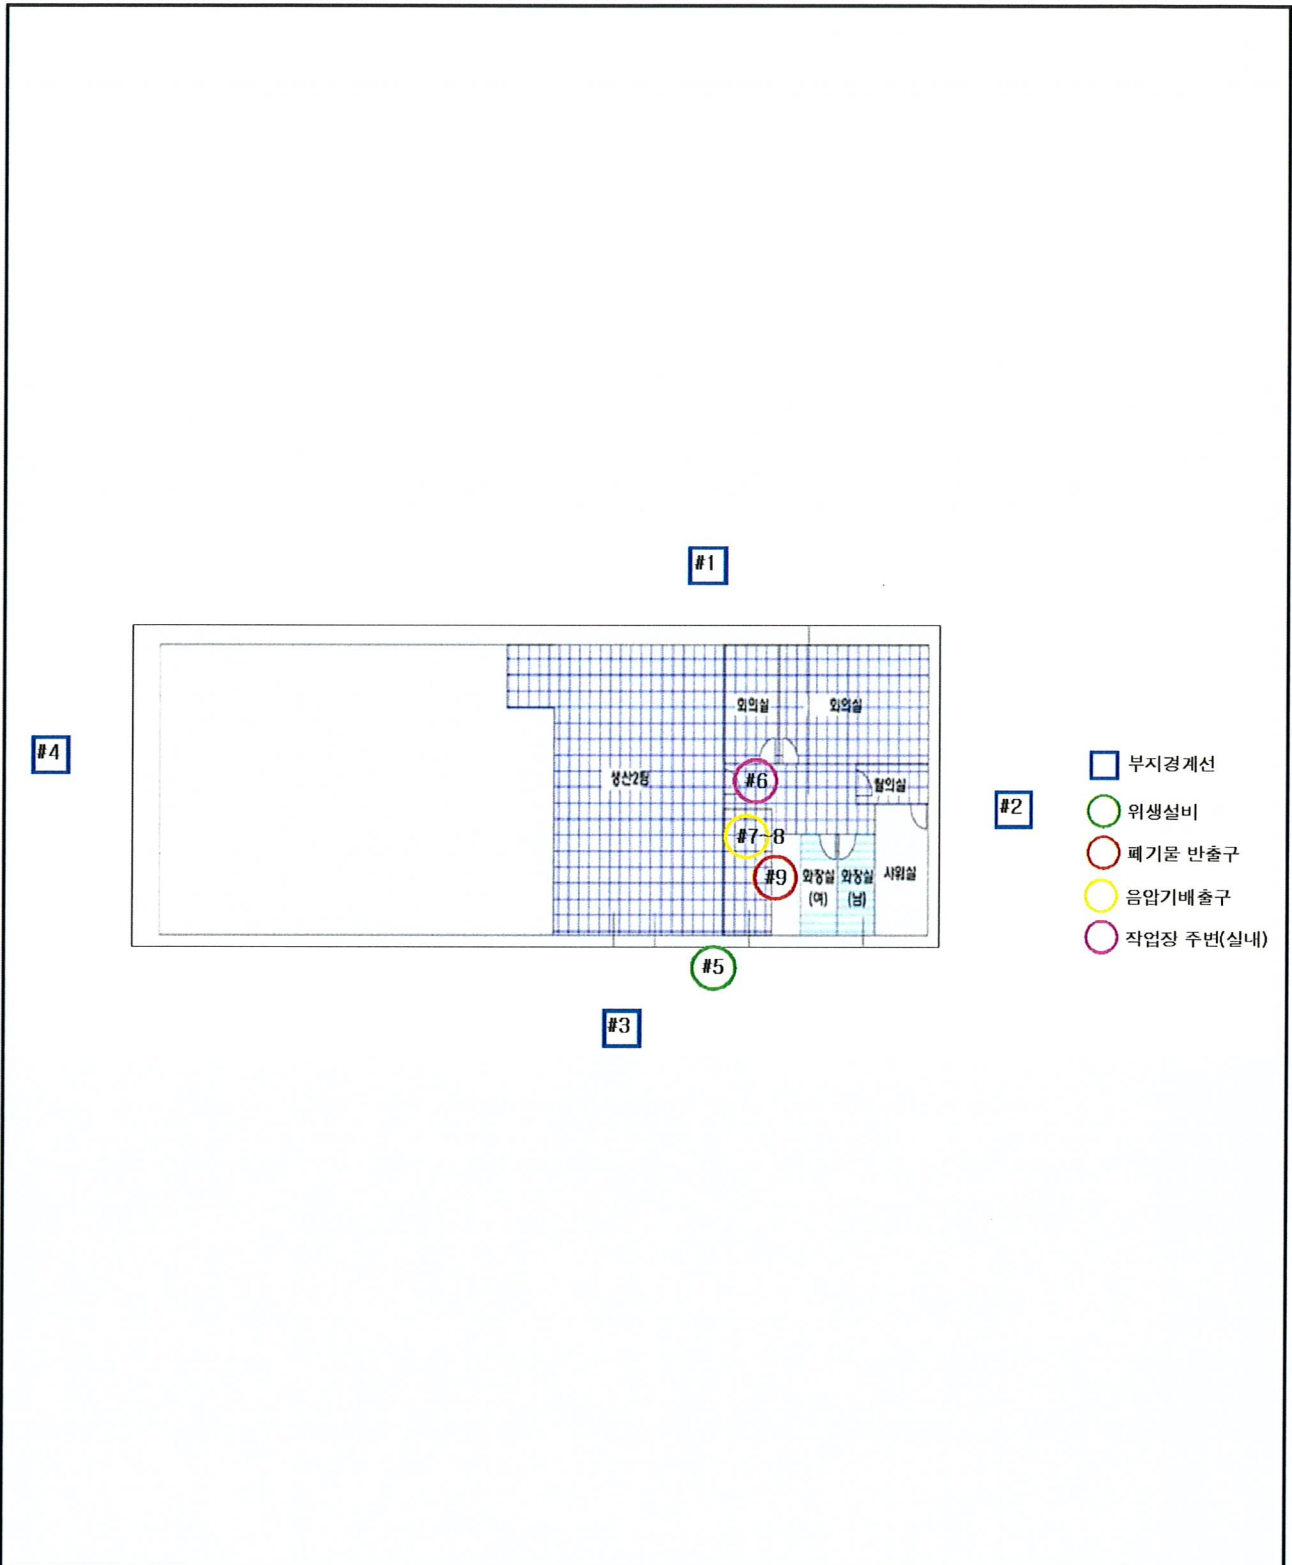 #1
회의실
회의실
#4
부지경계선
생산2팀
#6
탈의실
#2
위생설비
#7~8
폐기물 반출구
#9
화장실
(여)
화장실
(남)
샤워실
음압기배출구
작업장 주변(실내)
#5
#3